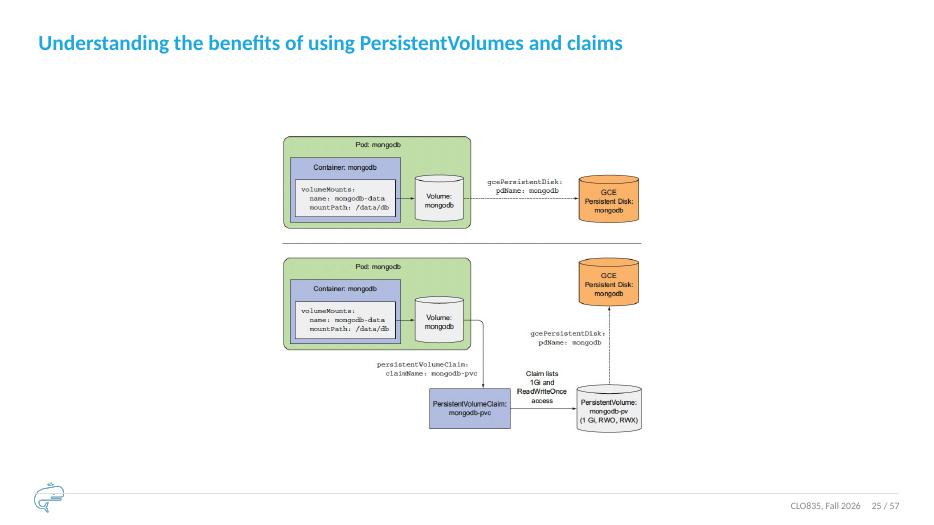 Understanding the benefits of using PersistentVolumes and claims
Pod: mongodb
Container: mongodb
volumeMounts:
name: mongodb-data
mountPath: /data/db
Volume:
mongodb
gcePersistentDisk:
pdName: mongodb
GCE
Persistent Disk:
mongodb
Pod: mongodb
Container: mongodb
volumeMounts:
name: mongodb-data
mountPath: /data/db
Volume:
mongodb
GCE
Persistent Disk:
mongodb
gcePersistentDisk:
pdName: mongodb
persistentVolumeClaim:
claimName: mongodb-pvc
Claim lists
1Gi and
ReadWriteOnce
access
PersistentVolumeClaim:
mongodb-pvc
PersistentVolume:
mongodb-pv
(1 Gi, RWO, RWX)
CLO835, Fall 2026 25 / 57